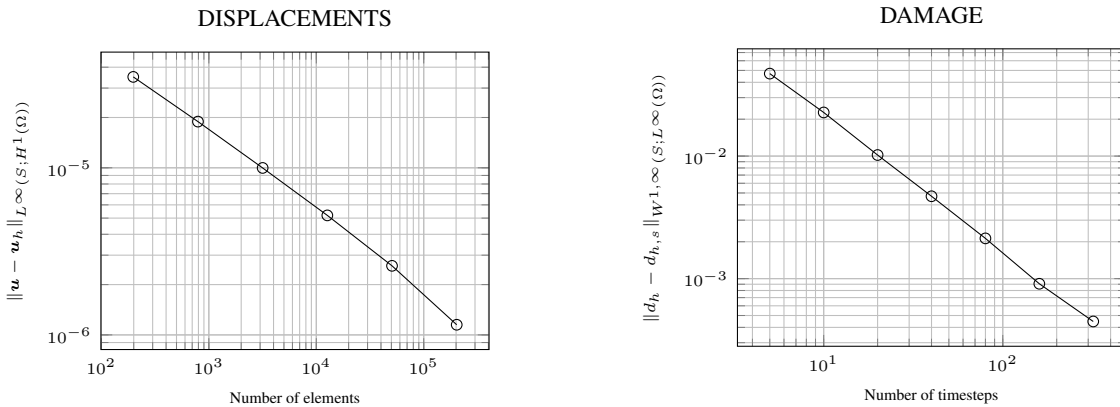 DISPLACEMENTS
10^{-5}
10^{-6}
10^2
10^3
10^4
10^5
Number of elements
‖𝒖 − 𝒖_h‖_{L^∞(S;H^1(Ω))}
DAMAGE
10^{-2}
10^{-3}
10^1
10^2
Number of timesteps
‖d_h − d_{h,s}‖_{W^{1,∞}(S;L^∞(Ω))}